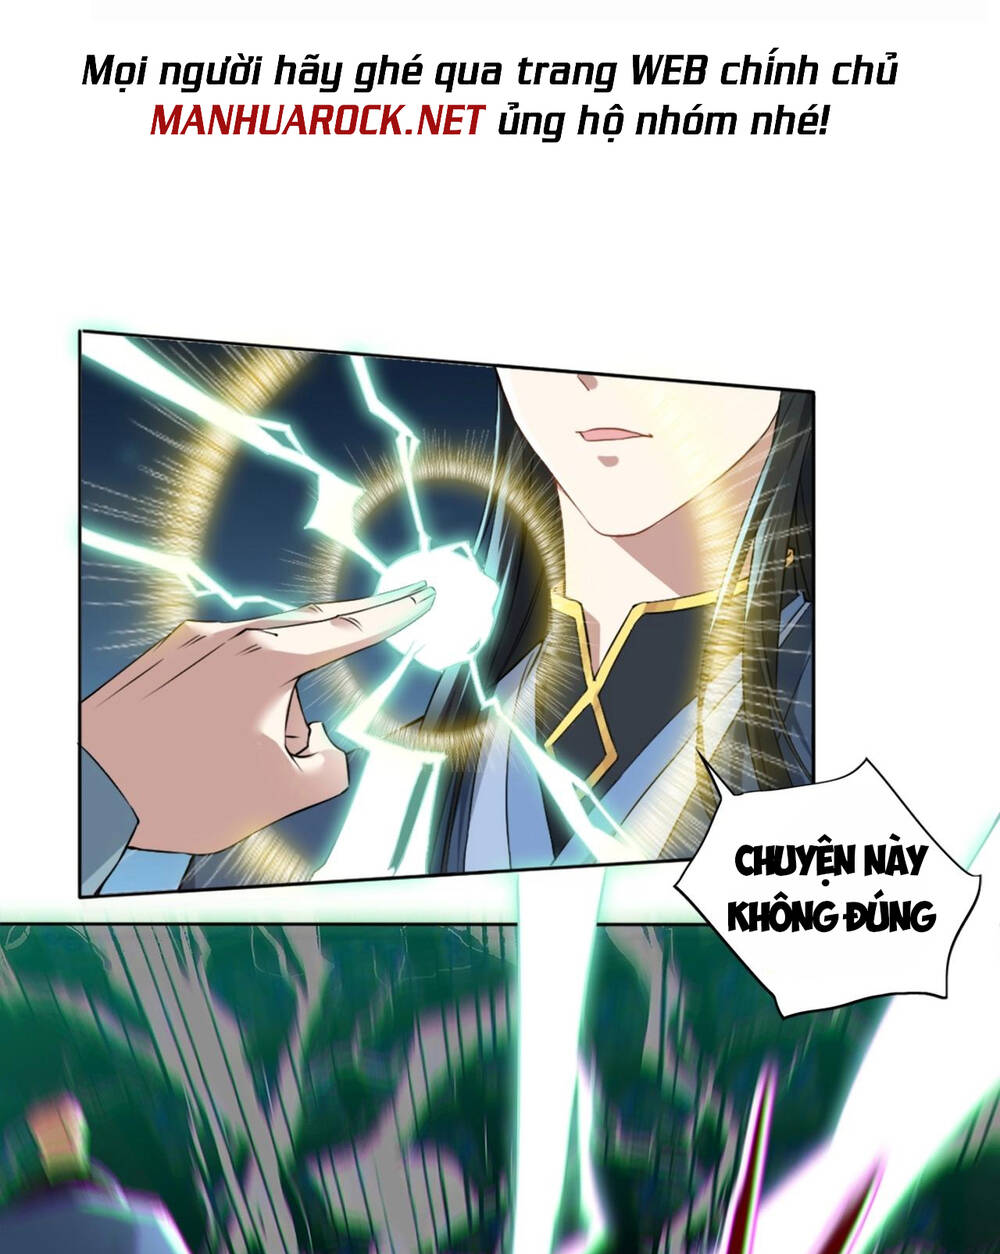 Mọi người hãy ghé qua trang WEB chính chủ
MANHUAROCK.NET ủng hộ nhóm nhé!
CHUYỆN NÀY
KHÔNG ĐÚNG